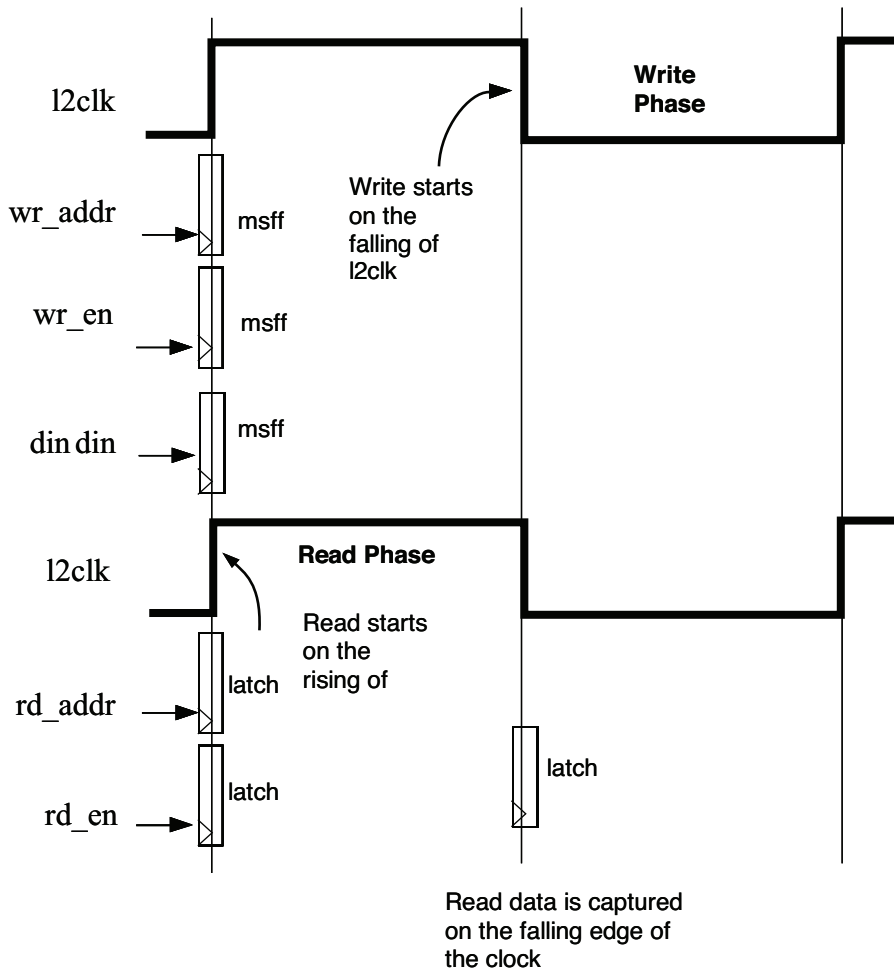 l2clk
Write
Phase
Write starts
on the
falling of
l2clk
wr_addr
msff
wr_en
msff
din din
msff
l2clk
Read Phase
Read starts
on the
rising of
rd_addr
latch
rd_en
latch
latch
Read data is captured
on the falling edge of
the clock